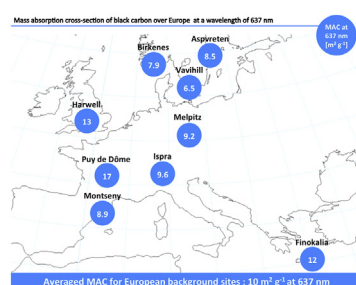 Mass absorption cross-section of black carbon over Europe at a wavelength of 637 nm
MAC at
637 nm
[m² g⁻¹]
Aspvreten
8.5
Birkenes
7.9
Vavihill
6.5
Harwell
13
Melpitz
9.2
Puy de Dôme
17
Ispra
9.6
Montseny
8.9
Finokalia
12
Averaged MAC for European background sites : 10 m² g⁻¹ at 637 nm